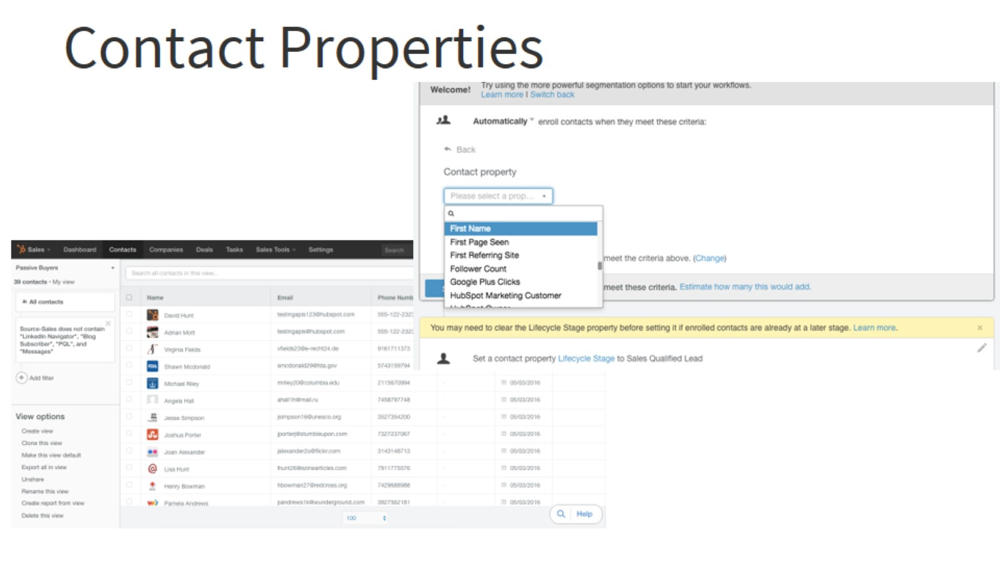 Contact Properties
Welcome!
Try using the more powerful segmentation options to start your workflows.
Learn more | Switch back
Automatically enroll contacts when they meet these criteria:
Back
Contact property
Please select a prop...
First Name
First Page Seen
First Referring Site
Follower Count
Google Plus Clicks
HubSpot Marketing Customer
HubSpot Owner
meet the criteria above. (Change)
meet these criteria. Estimate how many this would add.
You may need to clear the Lifecycle Stage property before setting it if enrolled contacts are already at a later stage. Learn more.
Set a contact property Lifecycle Stage to Sales Qualified Lead
Sales Dashboard Contacts Companies Deals Tasks Sales Tools Settings Search
Passive Buyers
39 contacts • My view
All contacts
Source-Sales does not contain
"LinkedIn Navigator", "Blog
Subscriber", "PQL", and
"Messages"
Add filter
View options
Create view
Clone this view
Make this view default
Export all in view
Unshare
Rename this view
Create report from view
Delete this view
Search all contacts in this view...
Name Email Phone Numb
David Hunt testingapis123@hubspot.com 555-122-232
Adrian Mott testingapis@hubspot.com 555-122-232
Virginia Fields vfields23@e-recht24.de 9161711373
Shawn Mcdonald smcdonald29@fda.gov 5743159794
Michael Riley mriley20@columbia.edu 2115670994 05/03/2016
Angela Hall ahall1h@mail.ru 7458797748 05/03/2016
Jesse Simpson jsimpson16@unesco.org 3527354200 05/03/2016
Joshua Porter jporterj@stumbleupon.com 7327237067 05/03/2016
Joan Alexander jalexander2o@flickr.com 3143148713 05/03/2016
Lisa Hunt lhunt26@ezinearticles.com 7911775576 05/03/2016
Henry Bowman hbowman27@redcross.org 7429688988 05/03/2016
Pamela Andrews pandrews1k@wunderground.com 3927562181 05/03/2016
100
Help